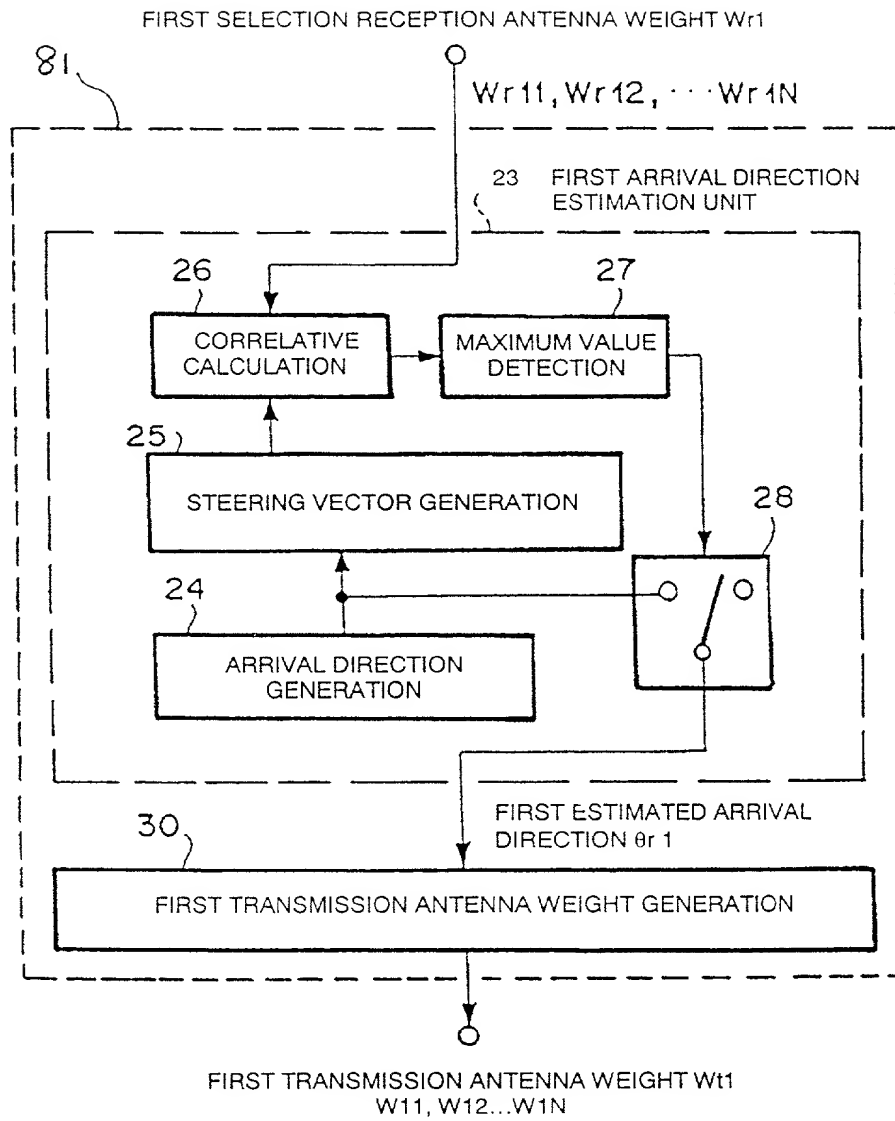 FIRST SELECTION RECEPTION ANTENNA WEIGHT Wr1
81
Wr11, Wr12, ···Wr1N
23 FIRST ARRIVAL DIRECTION
ESTIMATION UNIT
26
27
CORRELATIVE
CALCULATION
MAXIMUM VALUE
DETECTION
25
STEERING VECTOR GENERATION
28
24
ARRIVAL DIRECTION
GENERATION
FIRST ESTIMATED ARRIVAL
DIRECTION θr 1
30
FIRST TRANSMISSION ANTENNA WEIGHT GENERATION
FIRST TRANSMISSION ANTENNA WEIGHT Wt1
W11, W12...W1N